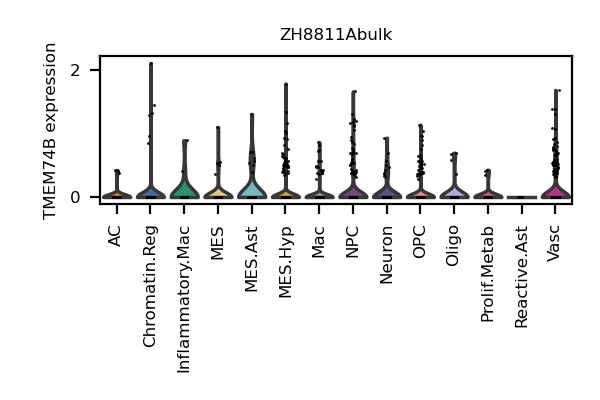 ZH8811Abulk
TMEM74B expression
2
0
AC
Chromatin.Reg
Inflammatory.Mac
MES
MES.Ast
MES.Hyp
Mac
NPC
Neuron
OPC
Oligo
Prolif.Metab
Reactive.Ast
Vasc